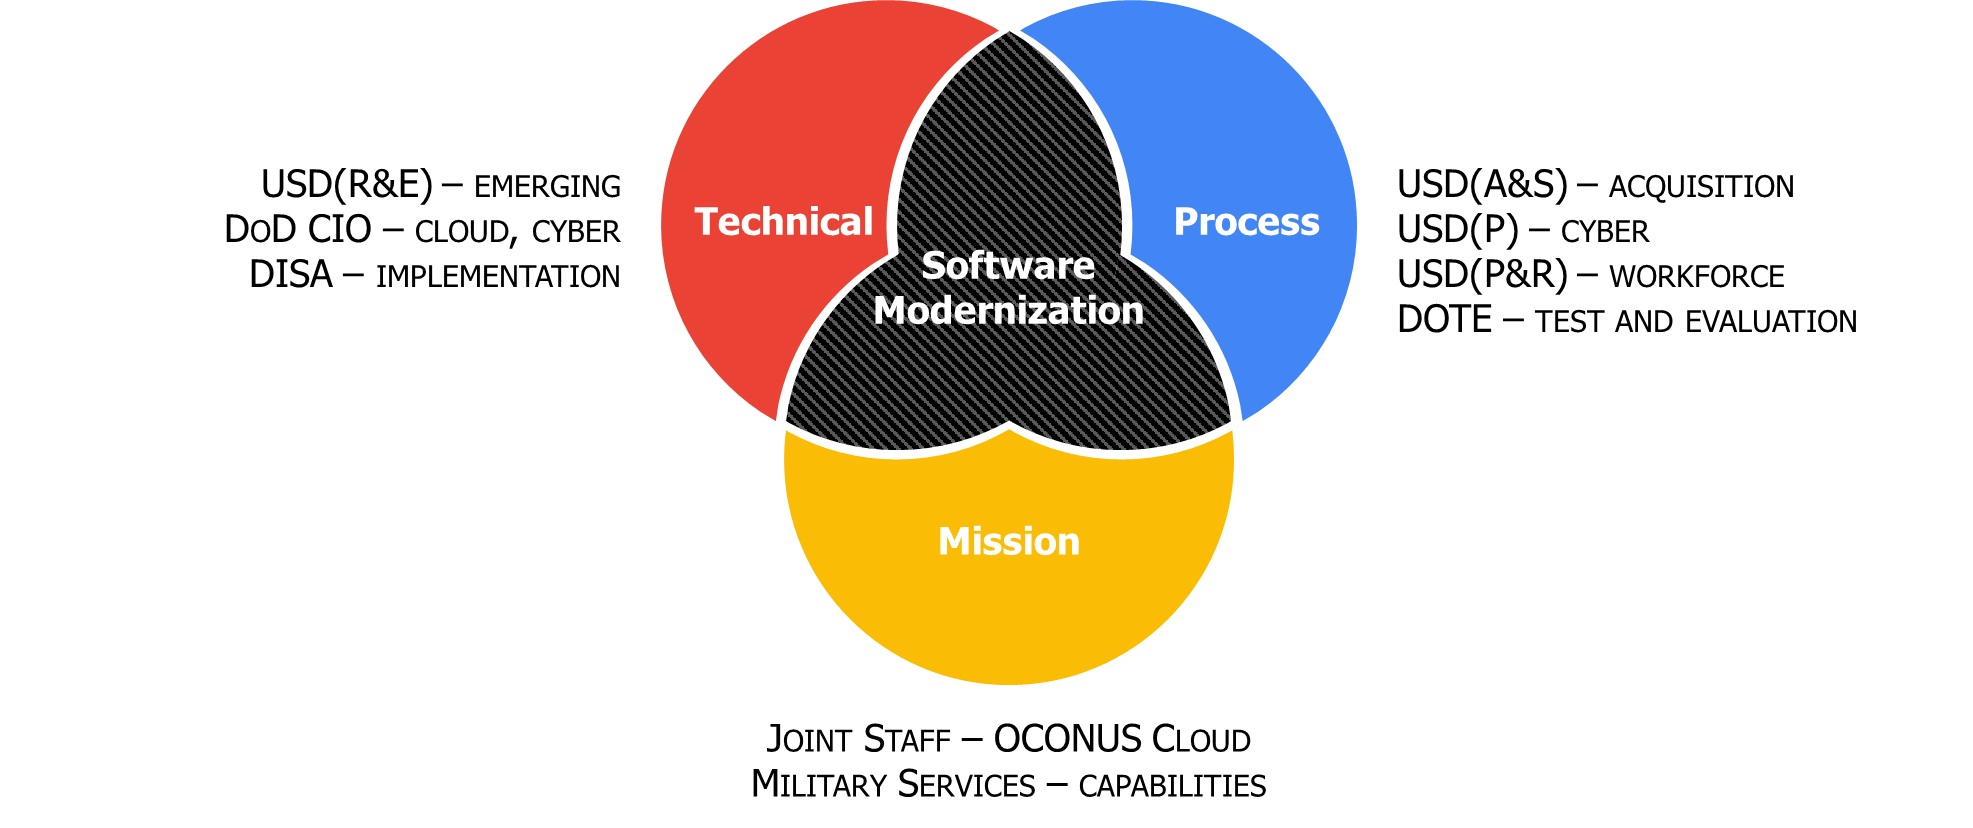 USD(R&E) – EMERGING
DOD CIO – CLOUD, CYBER
DISA – IMPLEMENTATION
Technical
Process
Software
Modernization
Mission
USD(A&S) – ACQUISITION
USD(P) – CYBER
USD(P&R) – WORKFORCE
DOTE – TEST AND EVALUATION
JOINT STAFF – OCONUS CLOUD
MILITARY SERVICES – CAPABILITIES